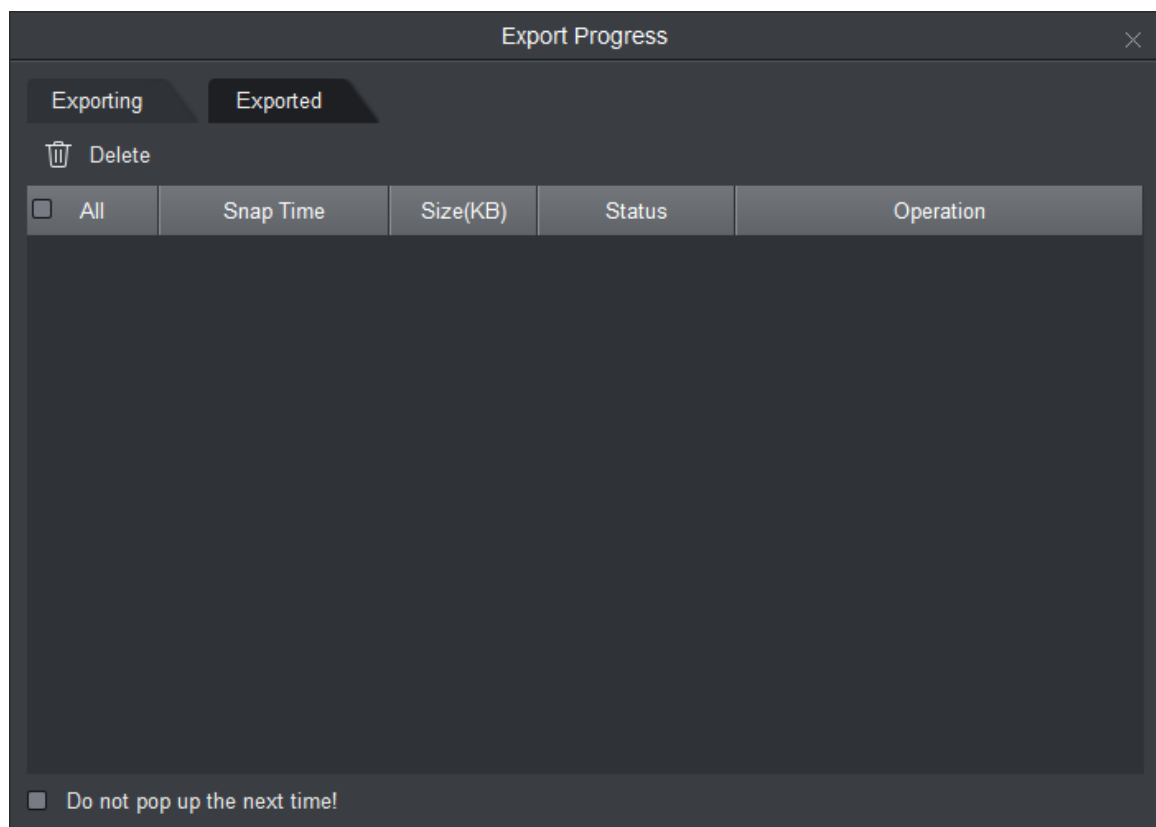 Export Progress
Exporting Exported
Delete
All Snap Time Size(KB) Status Operation
Do not pop up the next time!